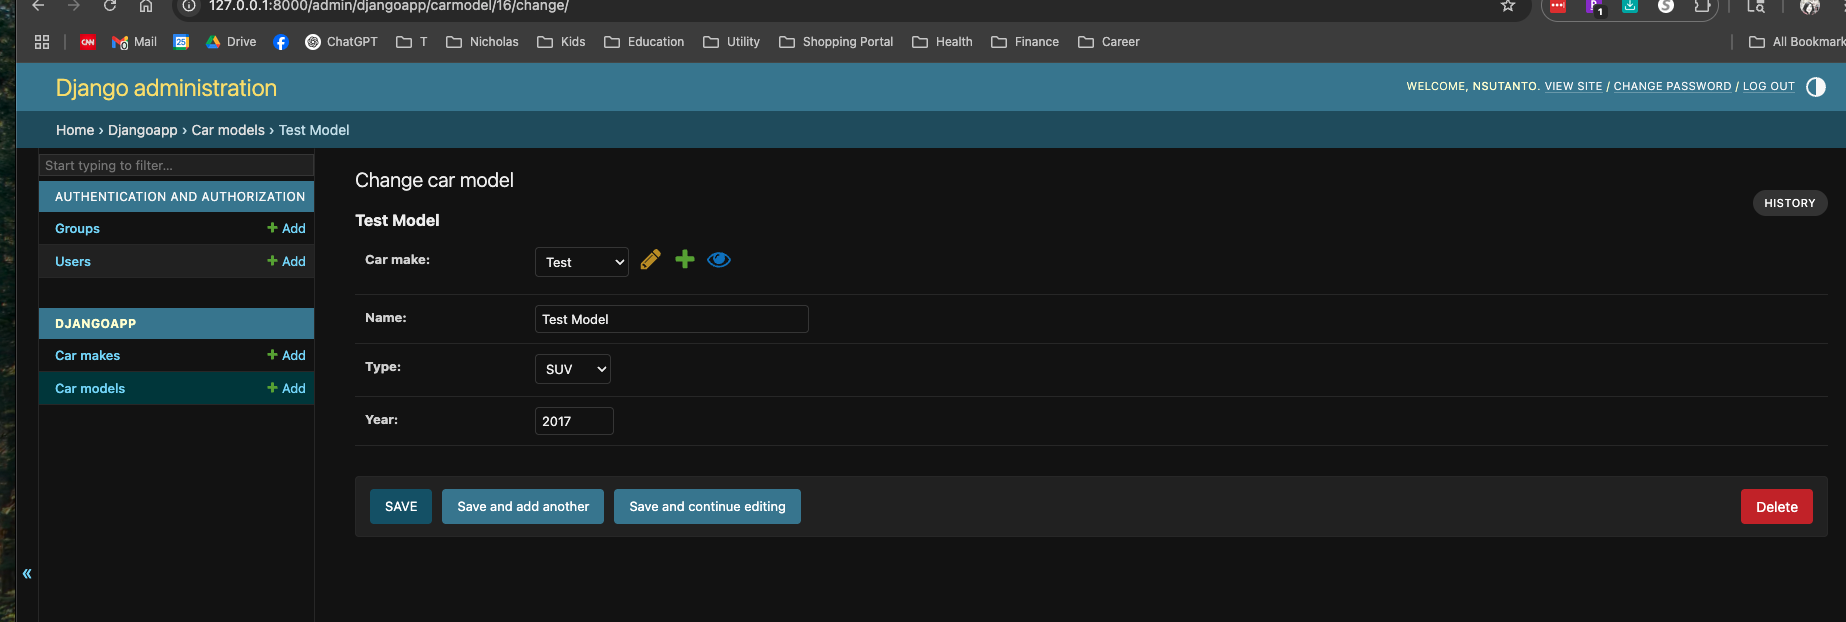 127.0.0.1:8000/admin/djangoapp/carmodel/16/change/
1
CNN Mail 25 Drive ChatGPT T Nicholas Kids Education Utility Shopping Portal Health Finance Career All Bookmark
Django administration
WELCOME, NSUTANTO. VIEW SITE / CHANGE PASSWORD / LOG OUT
Home › Djangoapp › Car models › Test Model
Start typing to filter...
AUTHENTICATION AND AUTHORIZATION
Groups + Add
Users + Add
DJANGOAPP
Car makes + Add
Car models + Add
«
Change car model
HISTORY
Test Model
Car make: Test
Name: Test Model
Type: SUV
Year: 2017
SAVE Save and add another Save and continue editing Delete